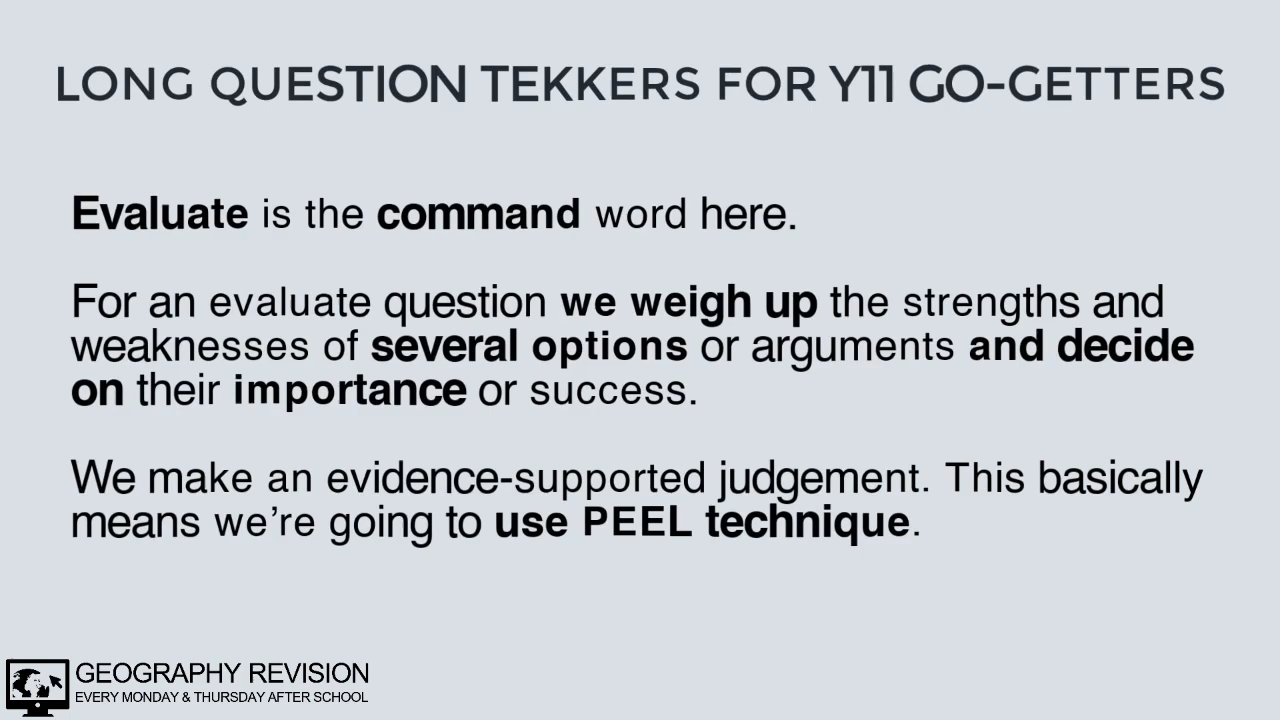 LONG QUESTION TEKKERS FOR Y11 GO-GETTERS
Evaluate is the command word here.
For an evaluate question we weigh up the strengths and
weaknesses of several options or arguments and decide
on their importance or success.
We make an evidence-supported judgement. This basically
means we’re going to use PEEL technique.
GEOGRAPHY REVISION
EVERY MONDAY & THURSDAY AFTER SCHOOL